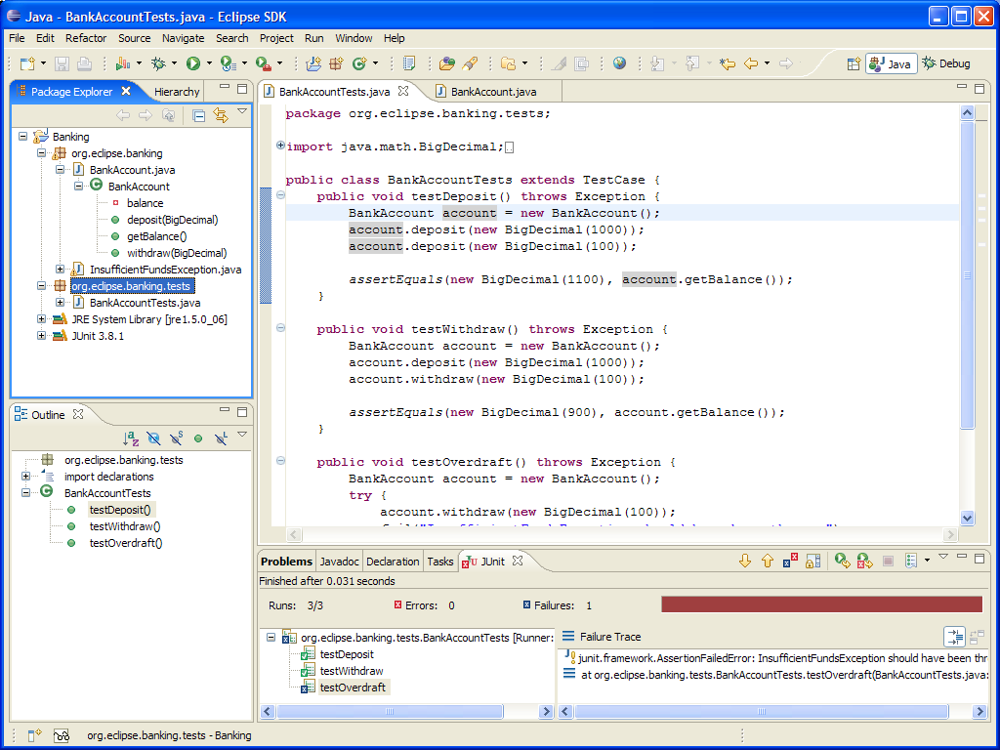 Java - BankAccountTests.java - Eclipse SDK
File Edit Refactor Source Navigate Search Project Run Window Help
Java Debug
Package Explorer Hierarchy
Banking
org.eclipse.banking
BankAccount.java
BankAccount
balance
deposit(BigDecimal)
getBalance()
withdraw(BigDecimal)
InsufficientFundsException.java
org.eclipse.banking.tests
BankAccountTests.java
JRE System Library [jre1.5.0_06]
JUnit 3.8.1
BankAccountTests.java BankAccount.java
package org.eclipse.banking.tests;
import java.math.BigDecimal;
public class BankAccountTests extends TestCase {
public void testDeposit() throws Exception {
BankAccount account = new BankAccount();
account.deposit(new BigDecimal(1000));
account.deposit(new BigDecimal(100));
assertEquals(new BigDecimal(1100), account.getBalance());
}
public void testWithdraw() throws Exception {
BankAccount account = new BankAccount();
account.deposit(new BigDecimal(1000));
account.withdraw(new BigDecimal(100));
assertEquals(new BigDecimal(900), account.getBalance());
}
public void testOverdraft() throws Exception {
BankAccount account = new BankAccount();
try {
account.withdraw(new BigDecimal(100));
Outline
org.eclipse.banking.tests
import declarations
BankAccountTests
testDeposit()
testWithdraw()
testOverdraft()
Problems Javadoc Declaration Tasks JUnit
Finished after 0.031 seconds
Runs: 3/3 Errors: 0 Failures: 1
org.eclipse.banking.tests.BankAccountTests [Runner:
testDeposit
testWithdraw
testOverdraft
Failure Trace
junit.framework.AssertionFailedError: InsufficientFundsException should have been thr
at org.eclipse.banking.tests.BankAccountTests.testOverdraft(BankAccountTests.java:
org.eclipse.banking.tests - Banking